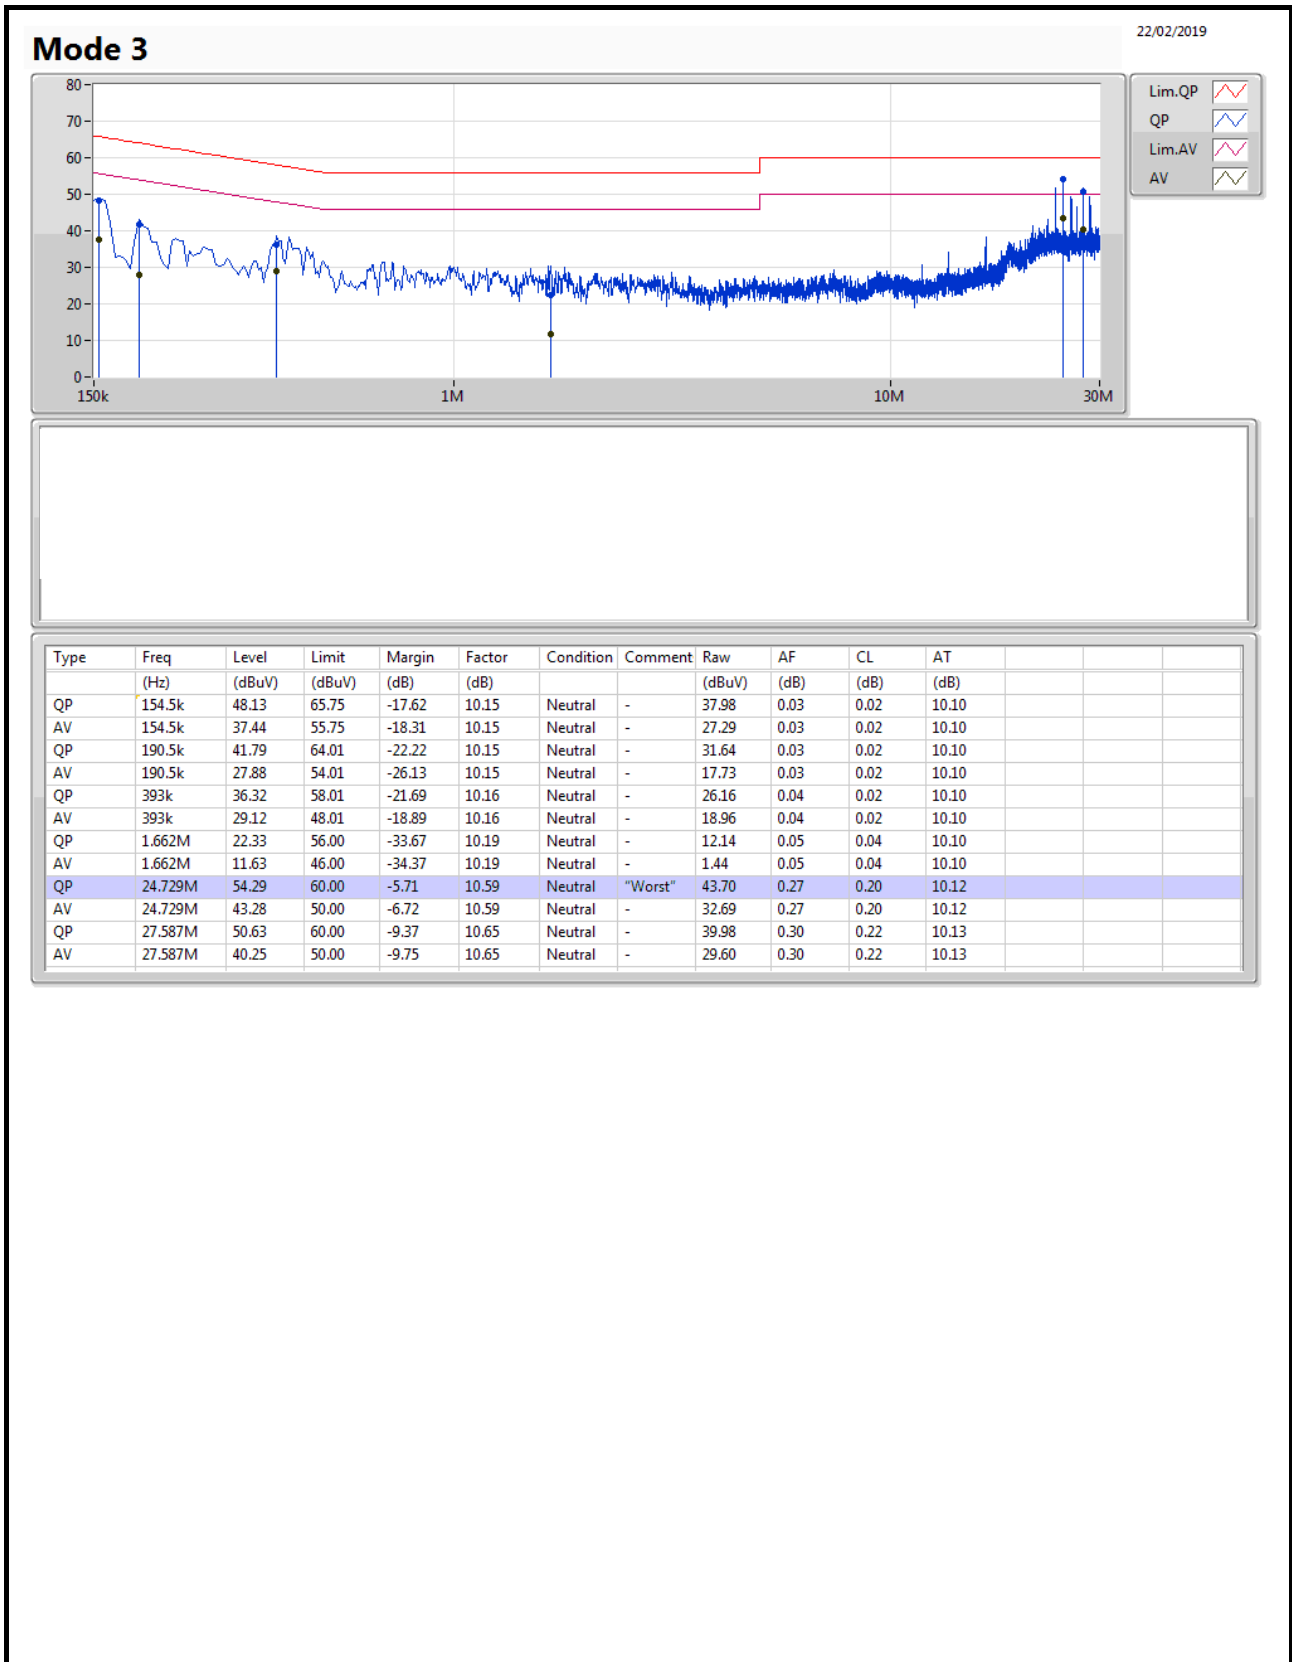 22/02/2019
Mode 3
80
70
60
50
40
30
20
10
0
150k 1M 10M 30M
Lim.QP
QP
Lim.AV
AV
Type Freq Level Limit Margin Factor Condition Comment Raw AF CL AT
(Hz) (dBuV) (dBuV) (dB) (dB) (dBuV) (dB) (dB) (dB)
QP 154.5k 48.13 65.75 -17.62 10.15 Neutral - 37.98 0.03 0.02 10.10
AV 154.5k 37.44 55.75 -18.31 10.15 Neutral - 27.29 0.03 0.02 10.10
QP 190.5k 41.79 64.01 -22.22 10.15 Neutral - 31.64 0.03 0.02 10.10
AV 190.5k 27.88 54.01 -26.13 10.15 Neutral - 17.73 0.03 0.02 10.10
QP 393k 36.32 58.01 -21.69 10.16 Neutral - 26.16 0.04 0.02 10.10
AV 393k 29.12 48.01 -18.89 10.16 Neutral - 18.96 0.04 0.02 10.10
QP 1.662M 22.33 56.00 -33.67 10.19 Neutral - 12.14 0.05 0.04 10.10
AV 1.662M 11.63 46.00 -34.37 10.19 Neutral - 1.44 0.05 0.04 10.10
QP 24.729M 54.29 60.00 -5.71 10.59 Neutral "Worst" 43.70 0.27 0.20 10.12
AV 24.729M 43.28 50.00 -6.72 10.59 Neutral - 32.69 0.27 0.20 10.12
QP 27.587M 50.63 60.00 -9.37 10.65 Neutral - 39.98 0.30 0.22 10.13
AV 27.587M 40.25 50.00 -9.75 10.65 Neutral - 29.60 0.30 0.22 10.13